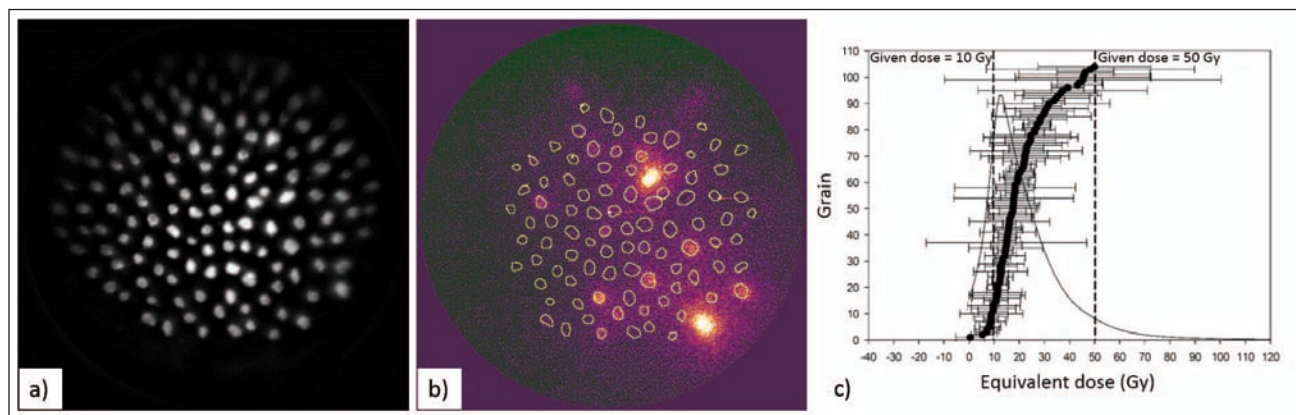 a)
b)
Given dose = 10 Gy
Given dose = 50 Gy
110
100
90
80
70
60
50
40
30
20
10
0
Grain
-40 -30 -20 -10 0 10 20 30 40 50 60 70 80 90 100 110 120
Equivalent dose (Gy)
c)